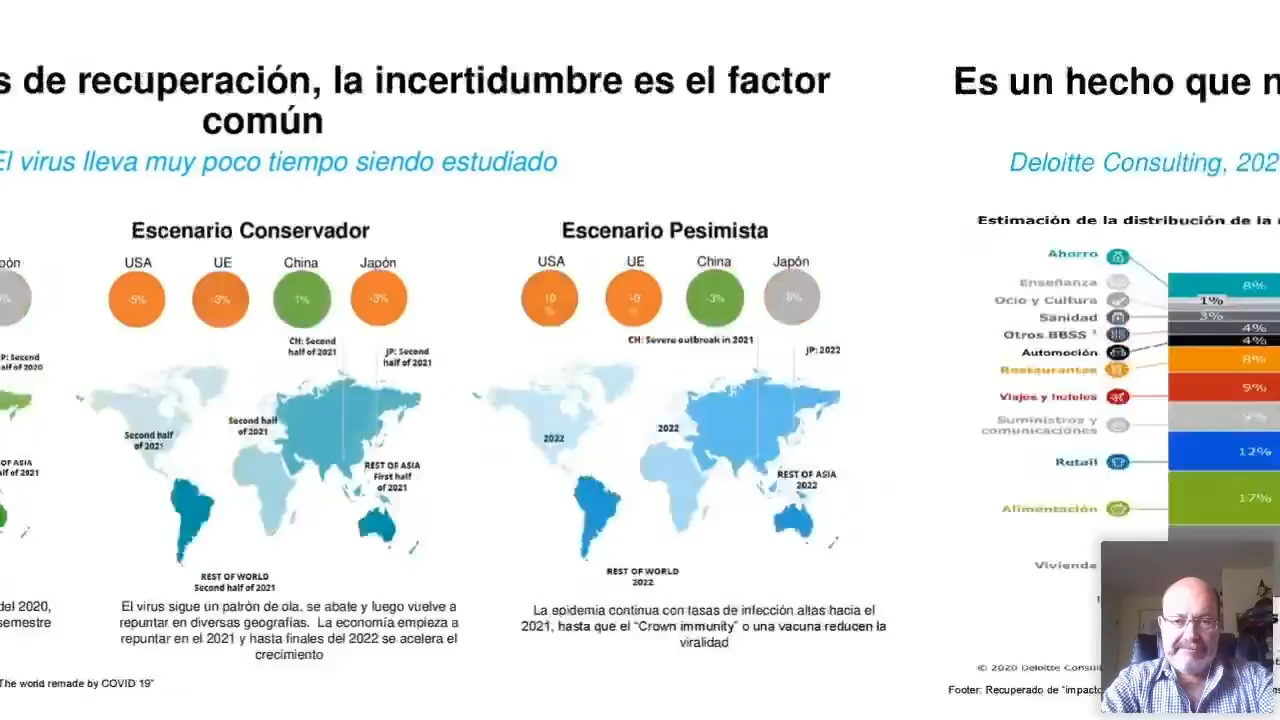 s de recuperación, la incertidumbre es el factor
común
El virus lleva muy poco tiempo siendo estudiado
Escenario Conservador
USA UE China Japón
-5% -3% 1% -3%
CH: Second
half of 2021
JP: Second
half of 2021
Second half
of 2021
Second half
of 2021
REST OF ASIA
First half
of 2021
REST OF WORLD
Second half of 2021
El virus sigue un patrón de ola, se abate y luego vuelve a
repuntar en diversas geografías. La economía empieza a
repuntar en el 2021 y hasta finales del 2022 se acelera el
crecimiento
Escenario Pesimista
USA UE China Japón
-3%
CH: Severe outbreak in 2021
JP: 2022
2022
2022
REST OF ASIA
2022
REST OF WORLD
2022
La epidemia continua con tasas de infección altas hacia el
2021, hasta que el “Crown immunity” o una vacuna reducen la
viralidad
del 2020,
semestre
The world remade by COVID 19”
Es un hecho que n
Deloitte Consulting, 202
Estimación de la distribución de la
Ahorro 8%
Enseñanza 1%
Ocio y Cultura 3%
Sanidad 4%
Otros BBSS 4%
Automoción
Restaurantes 8%
Viajes y hoteles 9%
Suministros y
comunicaciones
Retail 12%
Alimentación 17%
Vivienda
© 2020 Deloitte Consul
Footer: Recuperado de “impacto